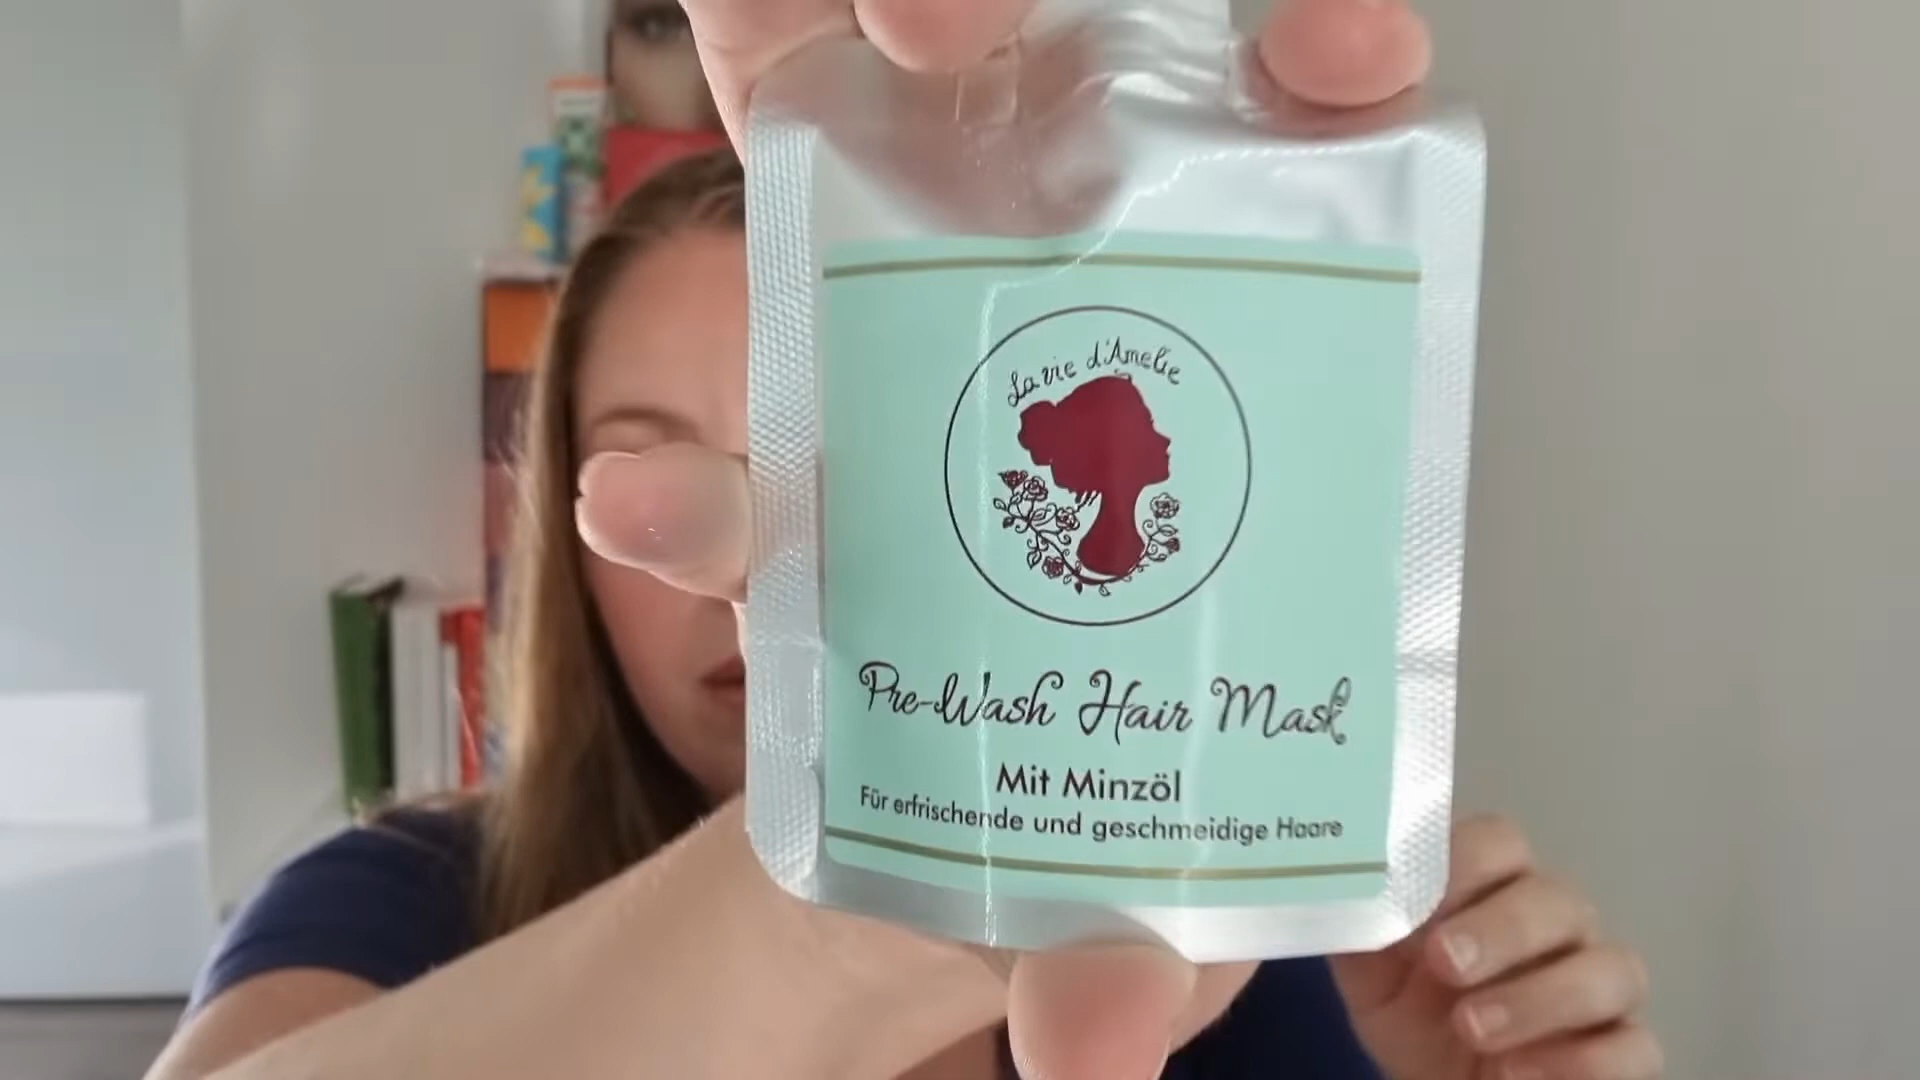 La vie d'Amelie
Pre-Wash Hair Mask
Mit Minzöl
Für erfrischende und geschmeidige Haare